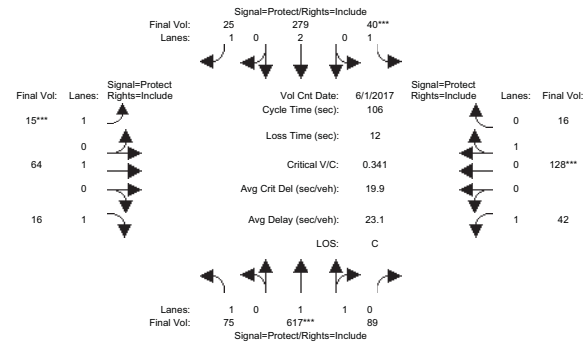 Signal=Protect/Rights=Include
Final Vol: 25 279 40***
Lanes: 1 0 2 0 1
Signal=Protect
Final Vol: Lanes: Rights=Include
Vol Cnt Date: 6/1/2017
Signal=Protect
Rights=Include Lanes: Final Vol:
Cycle Time (sec): 106
15*** 1
0 16
Loss Time (sec): 12
0
1
64 1
Critical V/C: 0.341
0 128***
0
Avg Crit Del (sec/veh): 19.9
0
16 1
Avg Delay (sec/veh): 23.1
1 42
LOS: C
Lanes: 1 0 1 1 0
Final Vol: 75 617*** 89
Signal=Protect/Rights=Include